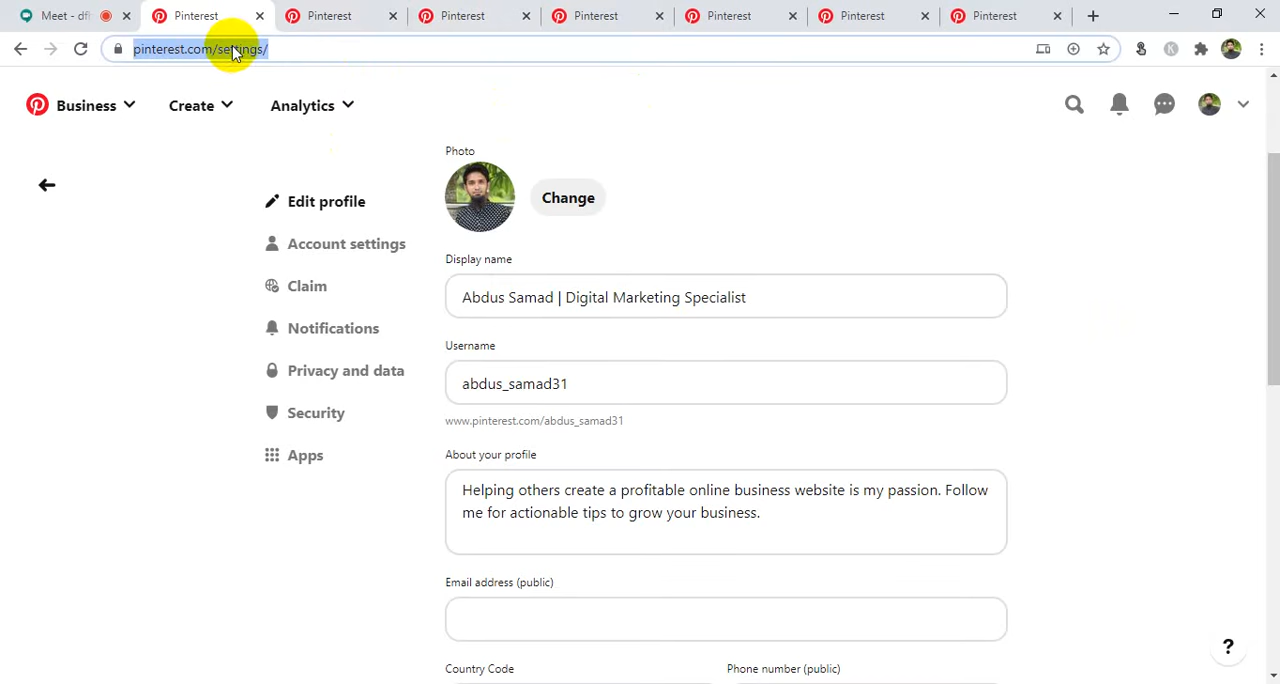 Meet - dfl
Pinterest
Pinterest
Pinterest
Pinterest
Pinterest
Pinterest
Pinterest
pinterest.com/settings/
K
Business
Create
Analytics
Photo
Change
Edit profile
Account settings
Claim
Notifications
Privacy and data
Security
Apps
Display name
Abdus Samad | Digital Marketing Specialist
Username
abdus_samad31
www.pinterest.com/abdus_samad31
About your profile
Helping others create a profitable online business website is my passion. Follow
me for actionable tips to grow your business.
Email address (public)
Country Code
Phone number (public)
?